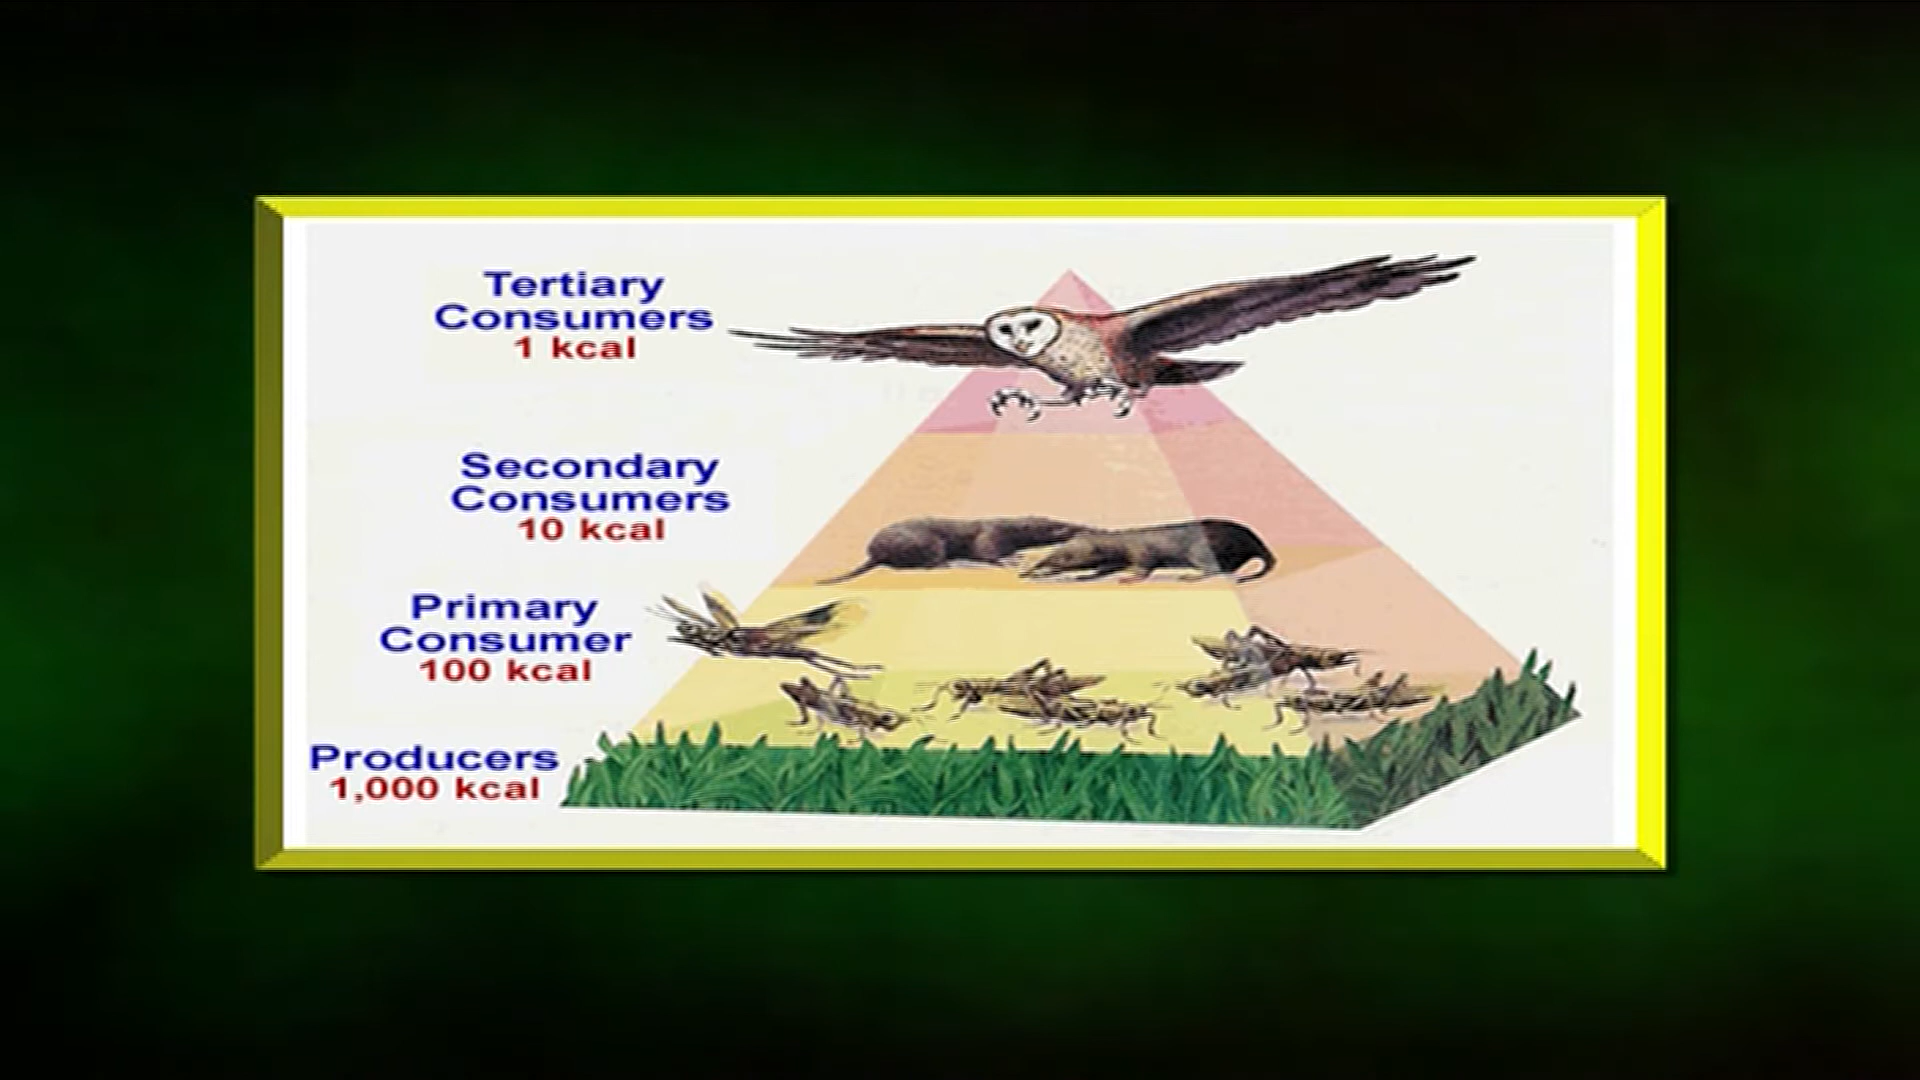 Tertiary
Consumers
1 kcal
Secondary
Consumers
10 kcal
Primary
Consumer
100 kcal
Producers
1,000 kcal